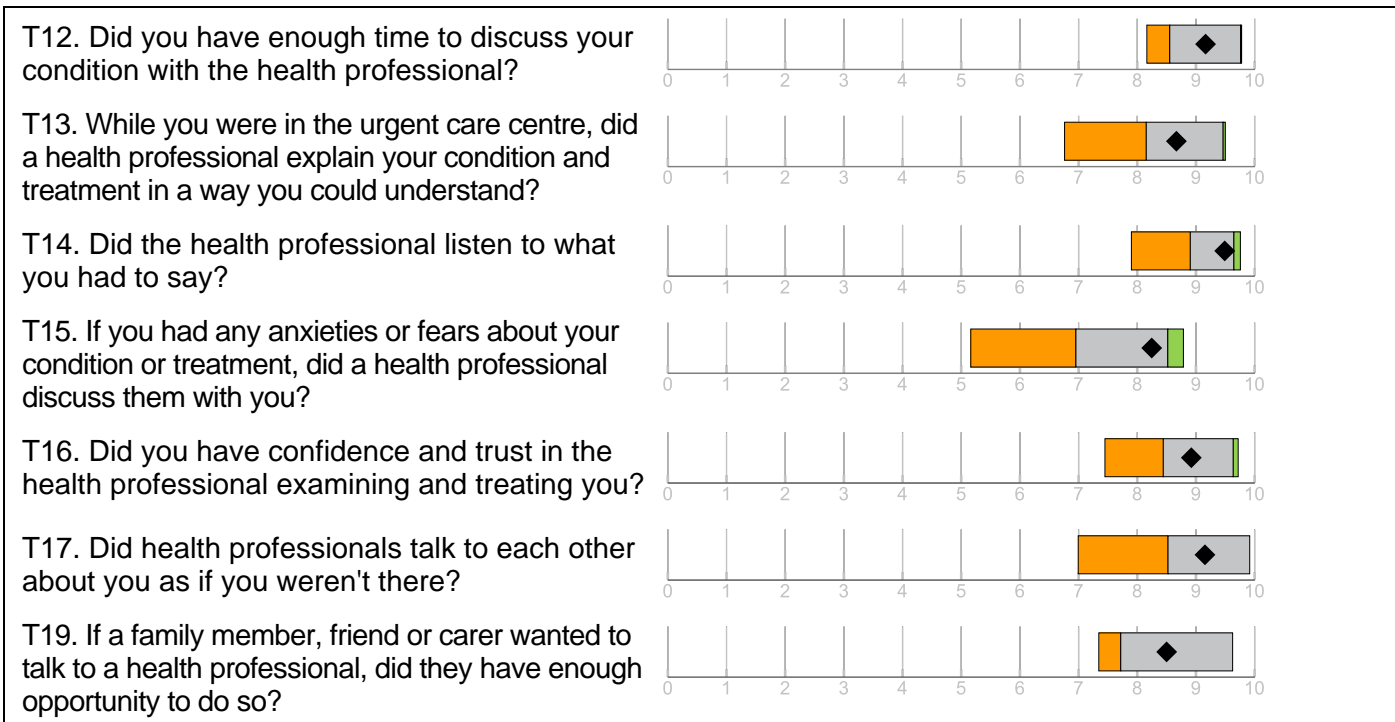 T12. Did you have enough time to discuss your
condition with the health professional?
0 1 2 3 4 5 6 7 8 9 10
T13. While you were in the urgent care centre, did
a health professional explain your condition and
treatment in a way you could understand?
0 1 2 3 4 5 6 7 8 9 10
T14. Did the health professional listen to what
you had to say?
0 1 2 3 4 5 6 7 8 9 10
T15. If you had any anxieties or fears about your
condition or treatment, did a health professional
discuss them with you?
0 1 2 3 4 5 6 7 8 9 10
T16. Did you have confidence and trust in the
health professional examining and treating you?
0 1 2 3 4 5 6 7 8 9 10
T17. Did health professionals talk to each other
about you as if you weren't there?
0 1 2 3 4 5 6 7 8 9 10
T19. If a family member, friend or carer wanted to
talk to a health professional, did they have enough
opportunity to do so?
0 1 2 3 4 5 6 7 8 9 10